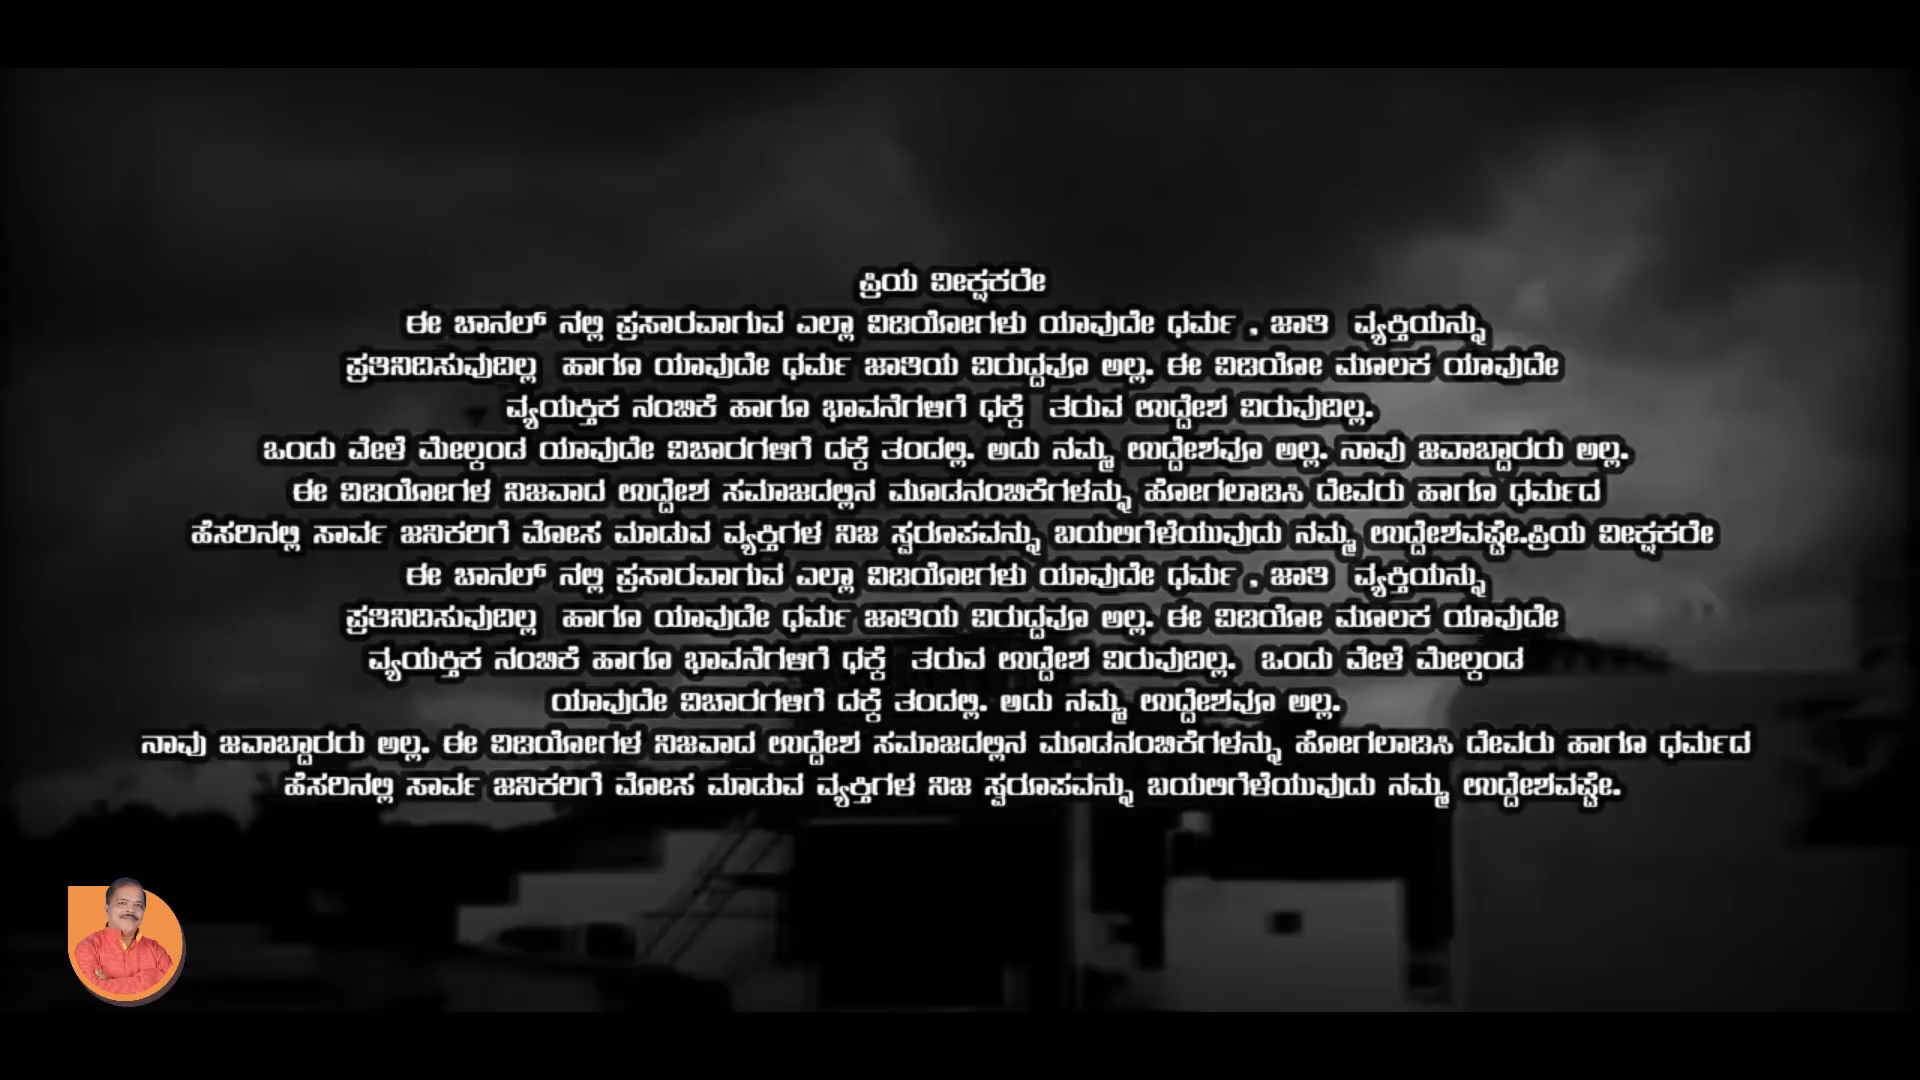 ಪ್ರಿಯ ವೀಕ್ಷಕರೇ
ಈ ಚಾನಲ್ ನಲ್ಲಿ ಪ್ರಸಾರವಾಗುವ ಎಲ್ಲಾ ವಿಡಿಯೋಗಳು ಯಾವುದೇ ಧರ್ಮ , ಜಾತಿ ವ್ಯಕ್ತಿಯನ್ನು
ಪ್ರತಿನಿದಿಸುವುದಿಲ್ಲ ಹಾಗೂ ಯಾವುದೇ ಧರ್ಮ ಜಾತಿಯ ವಿರುದ್ದವೂ ಅಲ್ಲ. ಈ ವಿಡಿಯೋ ಮೂಲಕ ಯಾವುದೇ
ವ್ಯಯಕ್ತಿಕ ನಂಬಿಕೆ ಹಾಗೂ ಭಾವನೆಗಳಿಗೆ ಧಕ್ಕೆ ತರುವ ಉದ್ದೇಶ ವಿರುವುದಿಲ್ಲ.
ಒಂದು ವೇಳೆ ಮೇಲ್ಕಂಡ ಯಾವುದೇ ವಿಚಾರಗಳಿಗೆ ದಕ್ಕೆ ತಂದಲ್ಲಿ. ಅದು ನಮ್ಮ ಉದ್ದೇಶವೂ ಅಲ್ಲ. ನಾವು ಜವಾಬ್ದಾರರು ಅಲ್ಲ.
ಈ ವಿಡಿಯೋಗಳ ನಿಜವಾದ ಉದ್ದೇಶ ಸಮಾಜದಲ್ಲಿನ ಮೂಡನಂಬಿಕೆಗಳನ್ನು ಹೋಗಲಾಡಿಸಿ ದೇವರು ಹಾಗೂ ಧರ್ಮದ
ಹೆಸರಿನಲ್ಲಿ ಸಾರ್ವ ಜನಿಕರಿಗೆ ಮೋಸ ಮಾಡುವ ವ್ಯಕ್ತಿಗಳ ನಿಜ ಸ್ವರೂಪವನ್ನು ಬಯಲಿಗೆಳೆಯುವುದು ನಮ್ಮ ಉದ್ದೇಶವಷ್ಟೇ.ಪ್ರಿಯ ವೀಕ್ಷಕರೇ
ಈ ಚಾನಲ್ ನಲ್ಲಿ ಪ್ರಸಾರವಾಗುವ ಎಲ್ಲಾ ವಿಡಿಯೋಗಳು ಯಾವುದೇ ಧರ್ಮ , ಜಾತಿ ವ್ಯಕ್ತಿಯನ್ನು
ಪ್ರತಿನಿದಿಸುವುದಿಲ್ಲ ಹಾಗೂ ಯಾವುದೇ ಧರ್ಮ ಜಾತಿಯ ವಿರುದ್ದವೂ ಅಲ್ಲ. ಈ ವಿಡಿಯೋ ಮೂಲಕ ಯಾವುದೇ
ವ್ಯಯಕ್ತಿಕ ನಂಬಿಕೆ ಹಾಗೂ ಭಾವನೆಗಳಿಗೆ ಧಕ್ಕೆ ತರುವ ಉದ್ದೇಶ ವಿರುವುದಿಲ್ಲ. ಒಂದು ವೇಳೆ ಮೇಲ್ಕಂಡ
ಯಾವುದೇ ವಿಚಾರಗಳಿಗೆ ದಕ್ಕೆ ತಂದಲ್ಲಿ. ಅದು ನಮ್ಮ ಉದ್ದೇಶವೂ ಅಲ್ಲ.
ನಾವು ಜವಾಬ್ದಾರರು ಅಲ್ಲ. ಈ ವಿಡಿಯೋಗಳ ನಿಜವಾದ ಉದ್ದೇಶ ಸಮಾಜದಲ್ಲಿನ ಮೂಡನಂಬಿಕೆಗಳನ್ನು ಹೋಗಲಾಡಿಸಿ ದೇವರು ಹಾಗೂ ಧರ್ಮದ
ಹೆಸರಿನಲ್ಲಿ ಸಾರ್ವ ಜನಿಕರಿಗೆ ಮೋಸ ಮಾಡುವ ವ್ಯಕ್ತಿಗಳ ನಿಜ ಸ್ವರೂಪವನ್ನು ಬಯಲಿಗೆಳೆಯುವುದು ನಮ್ಮ ಉದ್ದೇಶವಷ್ಟೇ.